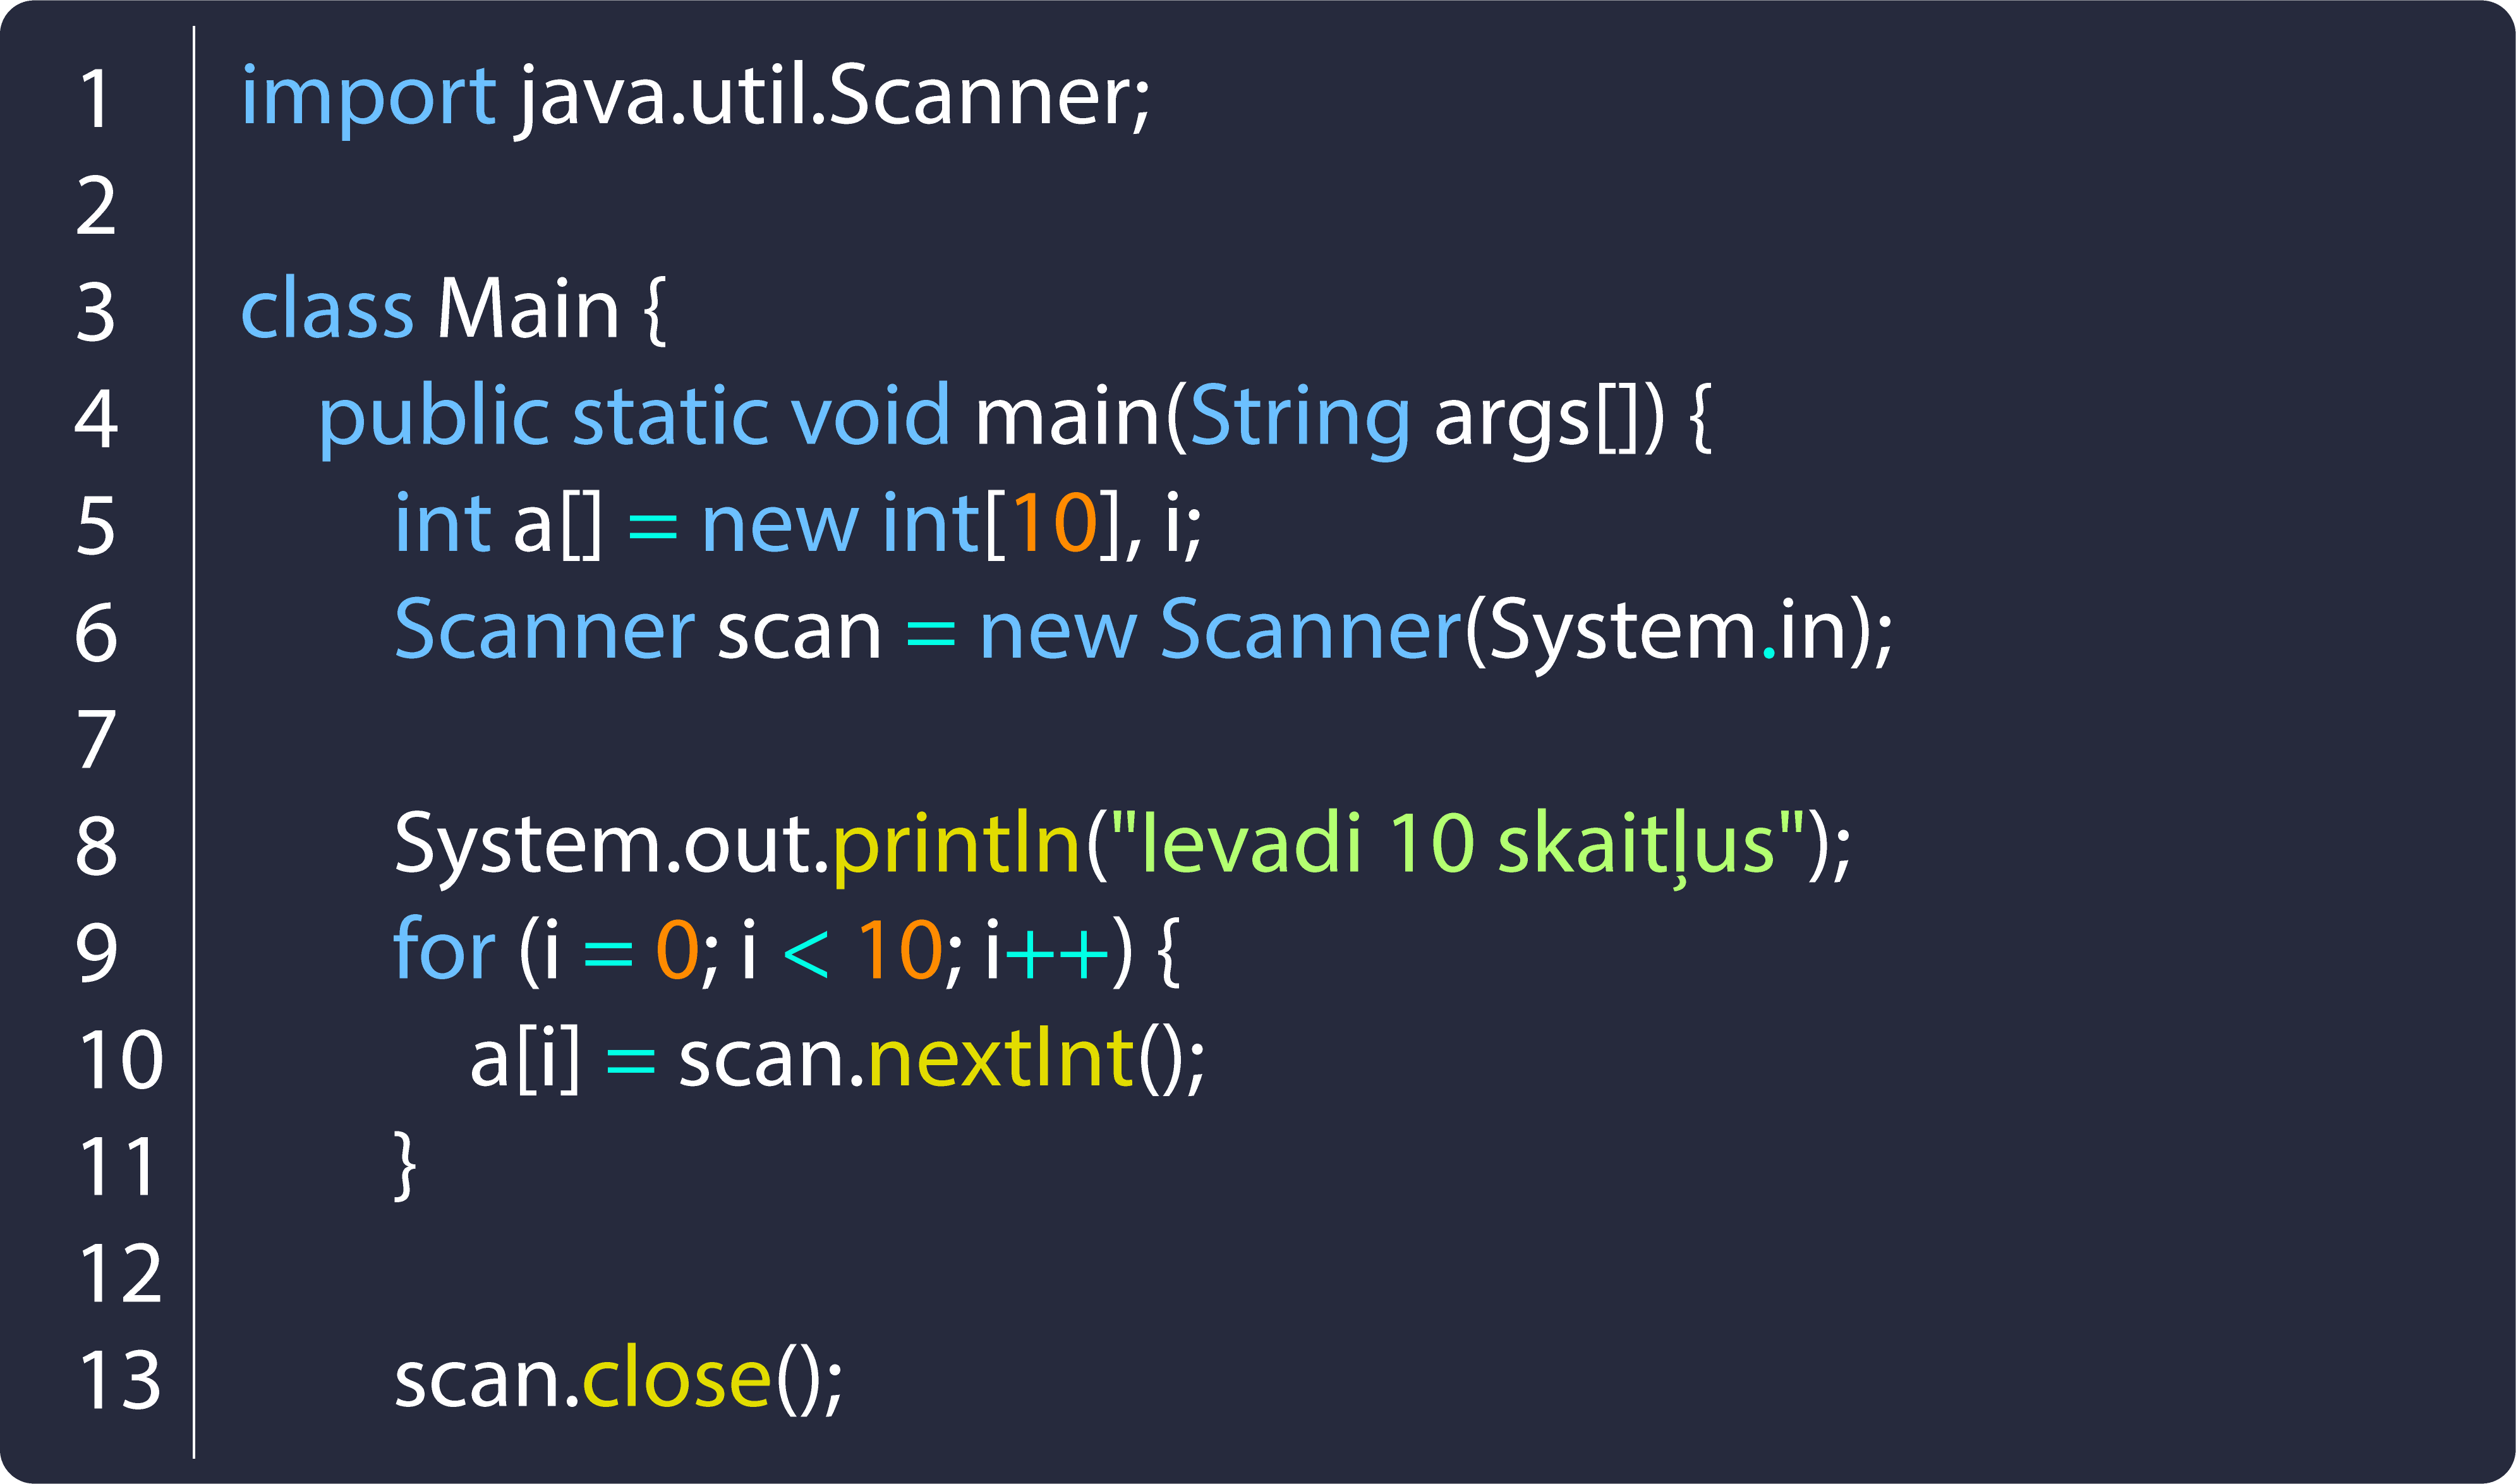 1 import java.util.Scanner;
2
3 class Main {
4 public static void main(String args[]) {
5 int a[] = new int[10], i;
6 Scanner scan = new Scanner(System.in);
7
8 System.out.println("Ievadi 10 skaitļus");
9 for (i = 0; i < 10; i++) {
10 a[i] = scan.nextInt();
11 }
12
13 scan.close();